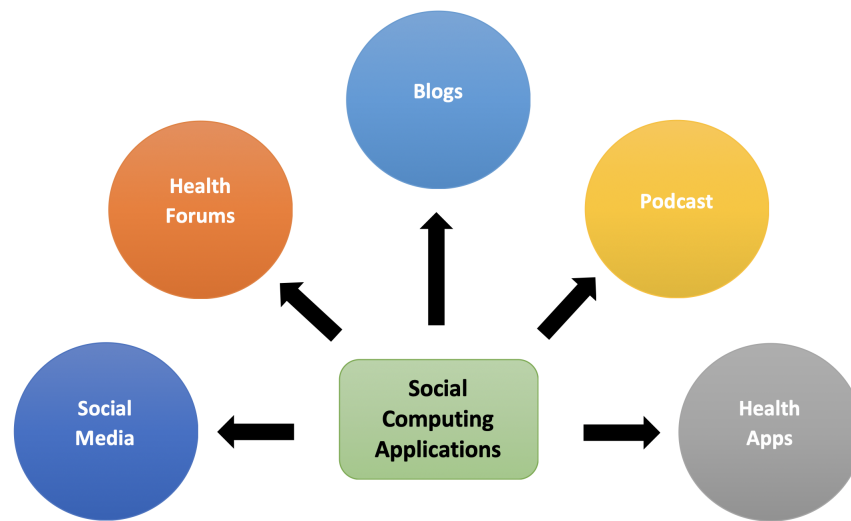 Blogs
Health
Forums
Podcast
Social
Media
Social
Computing
Applications
Health
Apps